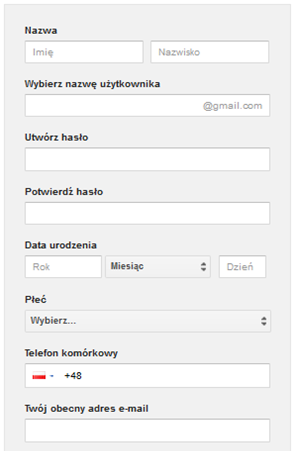 Nazwa
Imię Nazwisko
Wybierz nazwę użytkownika
@gmail.com
Utwórz hasło
Potwierdź hasło
Data urodzenia
Rok Miesiąc Dzień
Płeć
Wybierz...
Telefon komórkowy
+48
Twój obecny adres e-mail